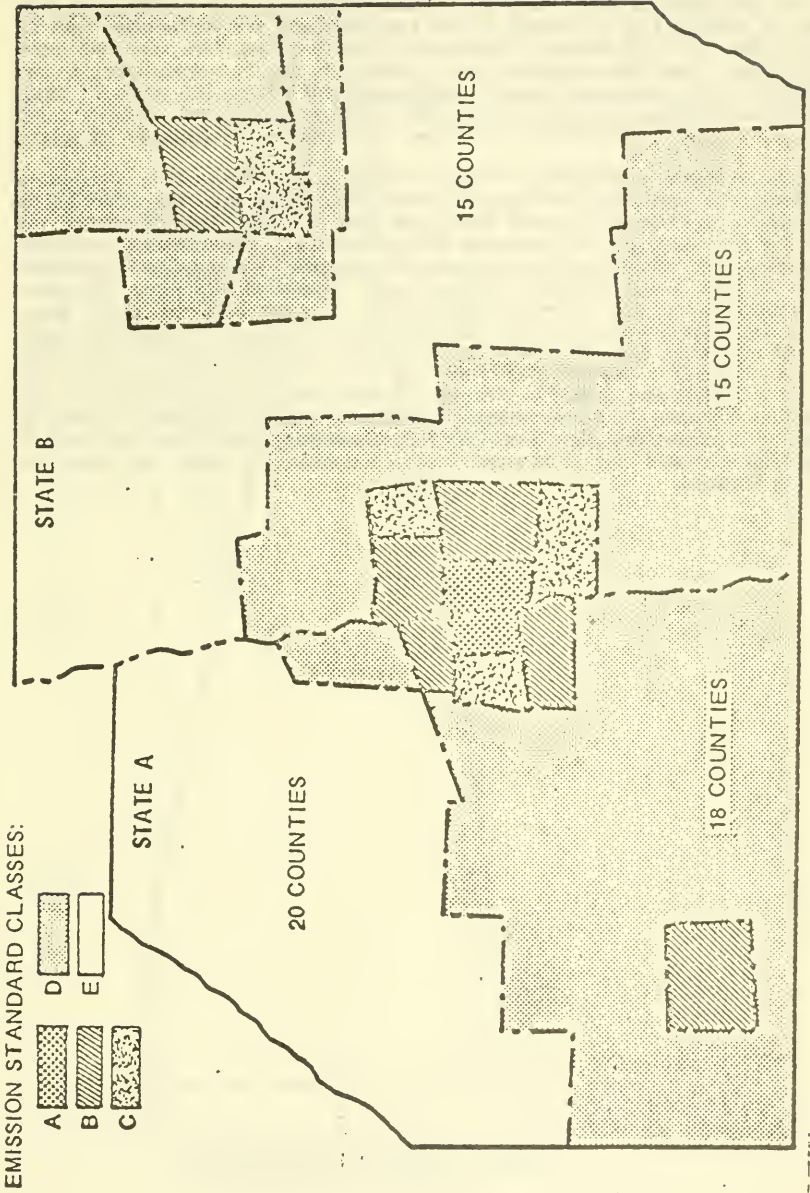 EMISSION STANDARD CLASSES:
A
B
C
D
E
STATE A
STATE B
20 COUNTIES
15 COUNTIES
18 COUNTIES
15 COUNTIES